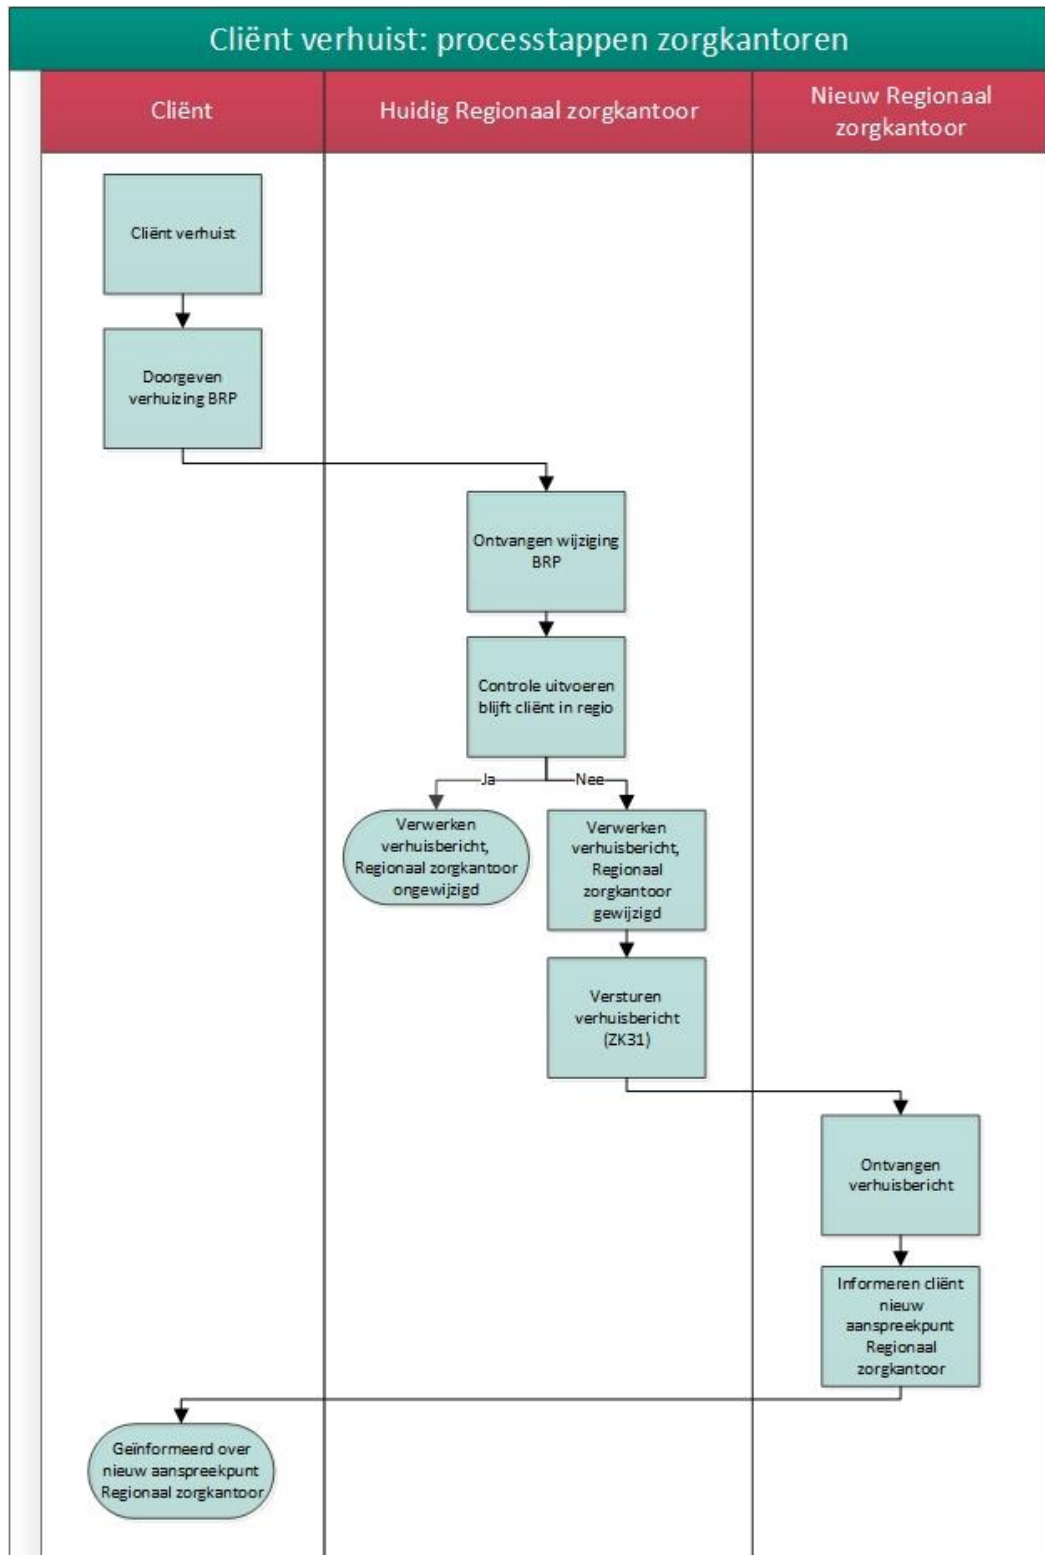 Cliënt verhuist: processtappen zorgkantoren
Cliënt
Huidig Regionaal zorgkantoor
Nieuw Regionaal
zorgkantoor
Cliënt verhuist
Doorgeven
verhuizing BRP
Ontvangen wijziging
BRP
Controle uitvoeren
blijft cliënt in regio
Ja
Nee
Verwerken
verhuisbericht,
Regionaal zorgkantoor
ongewijzigd
Verwerken
verhuisbericht,
Regionaal
zorgkantoor
gewijzigd
Versturen
verhuisbericht
(ZK31)
Ontvangen
verhuisbericht
Informeren cliënt
nieuw
aanspreekpunt
Regionaal
zorgkantoor
Geïnformeerd over
nieuw aanspreekpunt
Regionaal zorgkantoor